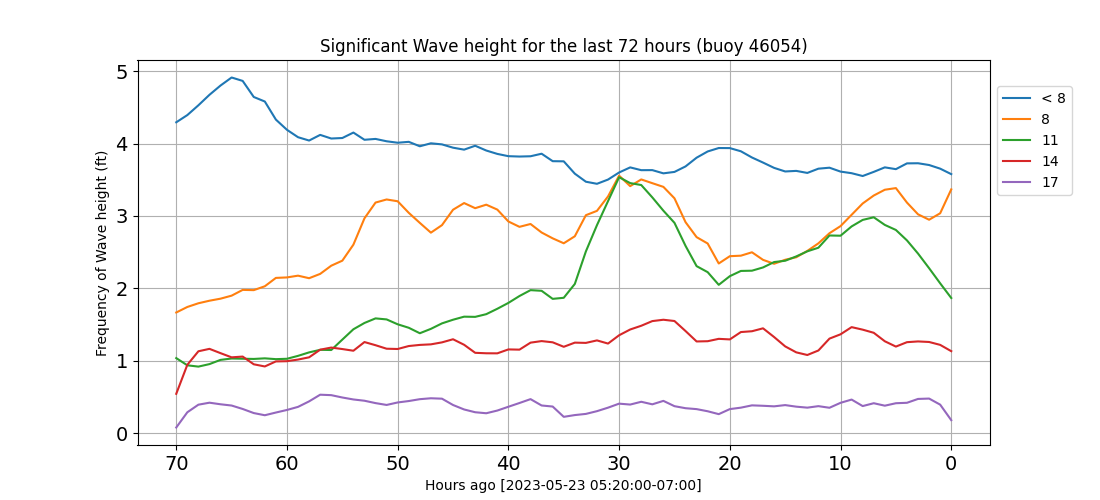 Significant Wave height for the last 72 hours (buoy 46054)
Frequency of Wave height (ft)
5
4
3
2
1
0
70 60 50 40 30 20 10 0
Hours ago [2023-05-23 05:20:00-07:00]
< 8
8
11
14
17